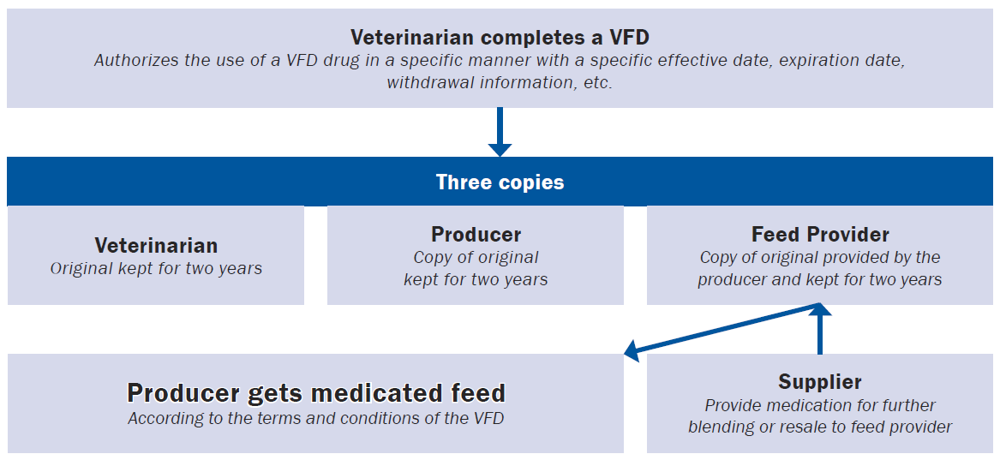 Veterinarian completes a VFD
Authorizes the use of a VFD drug in a specific manner with a specific effective date, expiration date,
withdrawal information, etc.
Three copies
Veterinarian
Original kept for two years
Producer
Copy of original
kept for two years
Feed Provider
Copy of original provided by the
producer and kept for two years
Producer gets medicated feed
According to the terms and conditions of the VFD
Supplier
Provide medication for further
blending or resale to feed provider